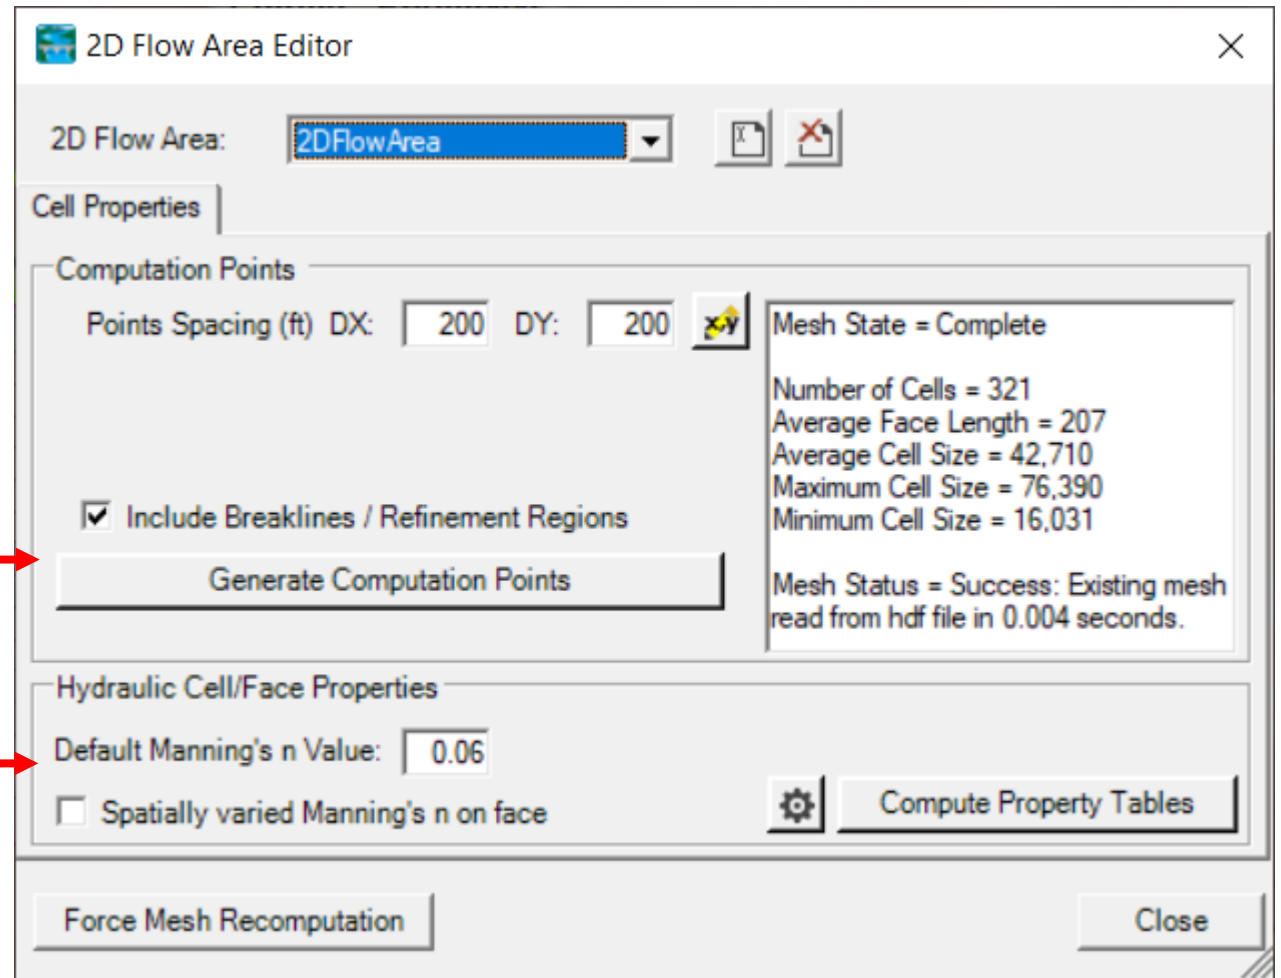 2D Flow Area Editor
2D Flow Area: 2DFlowArea
Cell Properties
Computation Points
Points Spacing (ft) DX: 200 DY: 200
Mesh State = Complete
Number of Cells = 321
Average Face Length = 207
Average Cell Size = 42,710
Maximum Cell Size = 76,390
Minimum Cell Size = 16,031
Mesh Status = Success: Existing mesh
read from hdf file in 0.004 seconds.
Include Breaklines / Refinement Regions
Generate Computation Points
Hydraulic Cell/Face Properties
Default Manning's n Value: 0.06
Spatially varied Manning's n on face
Compute Property Tables
Force Mesh Recomputation
Close